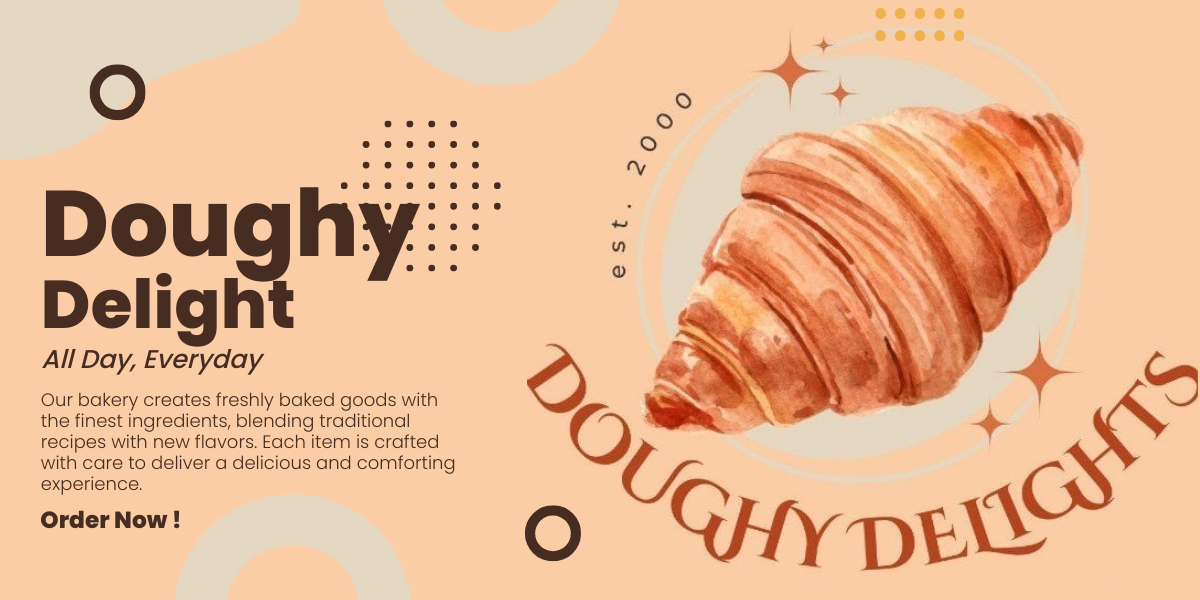 Doughy
Delight
All Day, Everyday
Our bakery creates freshly baked goods with
the finest ingredients, blending traditional
recipes with new flavors. Each item is crafted
with care to deliver a delicious and comforting
experience.
Order Now !
est. 2000
DOUGHY DELIGHTS